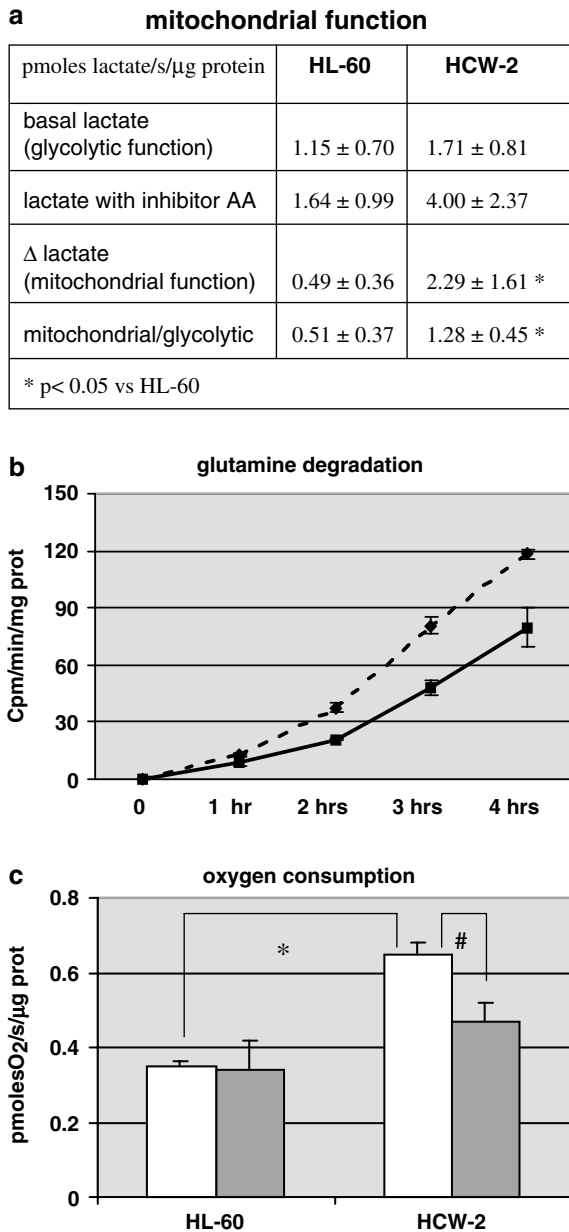 a
mitochondrial function
pmoles lactate/s/µg protein HL-60 HCW-2
basal lactate
(glycolytic function) 1.15 ± 0.70 1.71 ± 0.81
lactate with inhibitor AA 1.64 ± 0.99 4.00 ± 2.37
Δ lactate
(mitochondrial function) 0.49 ± 0.36 2.29 ± 1.61 *
mitochondrial/glycolytic 0.51 ± 0.37 1.28 ± 0.45 *
* p< 0.05 vs HL-60
b
glutamine degradation
Cpm/min/mg prot
150
120
90
60
30
0
0 1 hr 2 hrs 3 hrs 4 hrs
c
oxygen consumption
pmolesO2/s/µg prot
0.8
0.6
0.4
0.2
0
*
#
HL-60 HCW-2